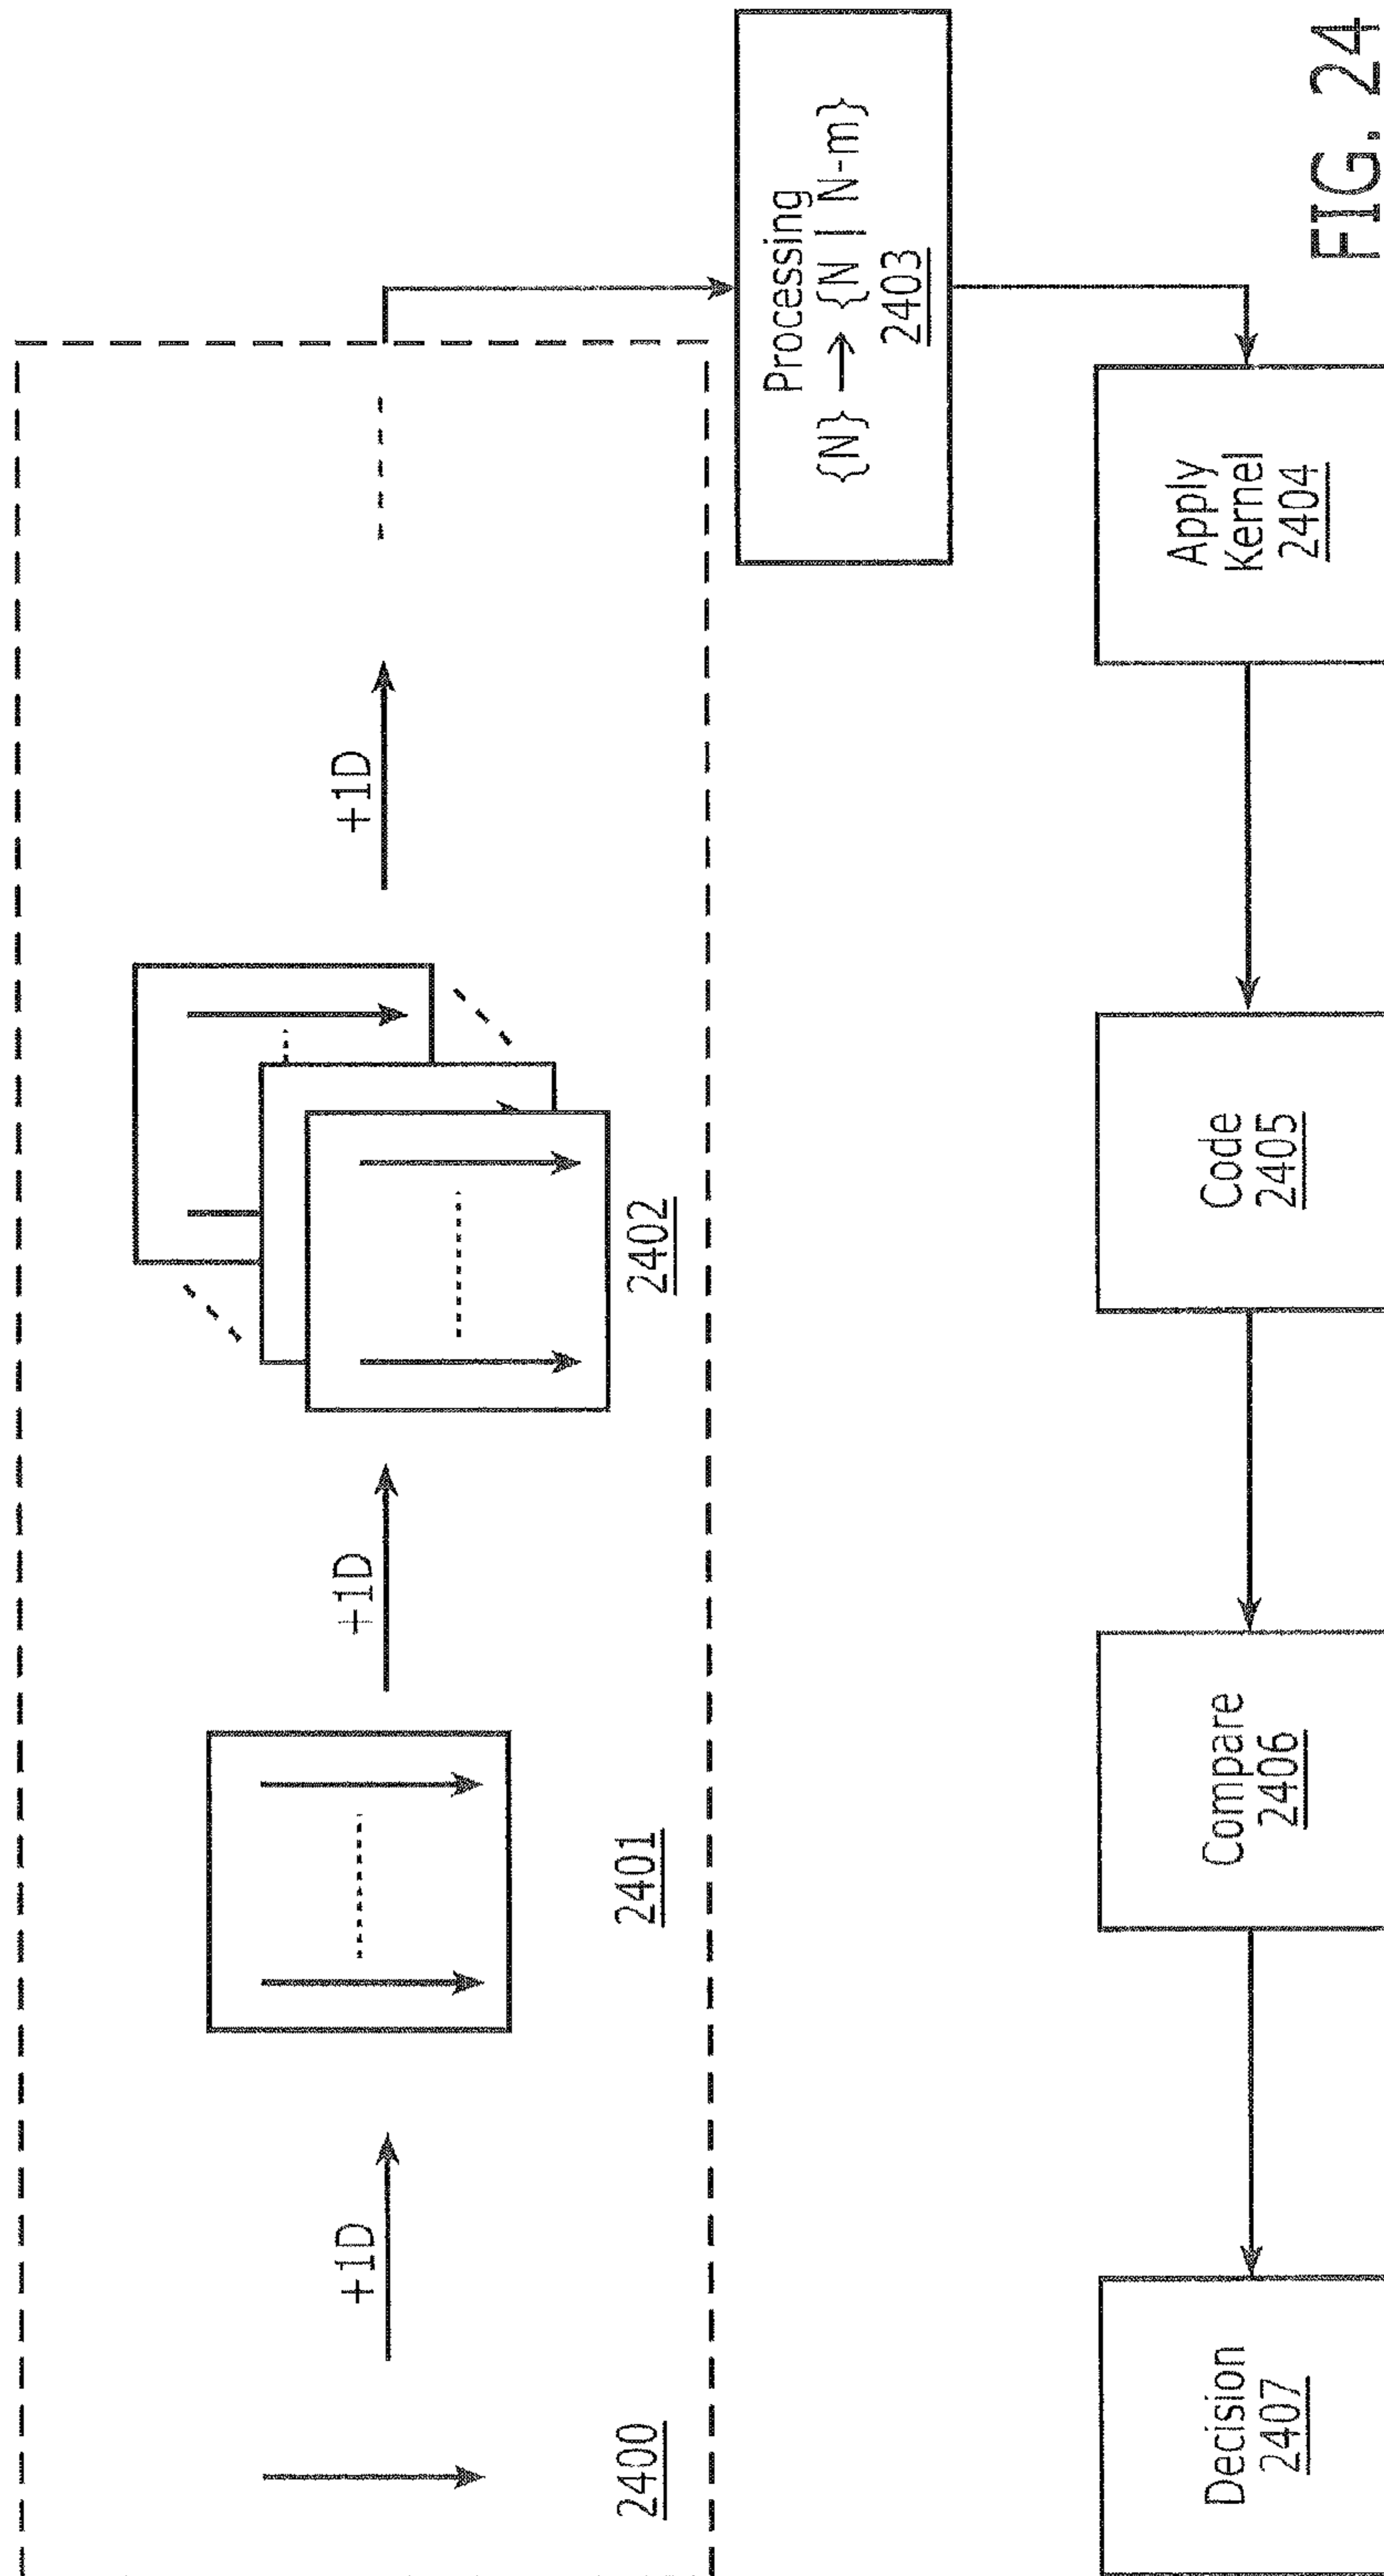 +1D
+1D
+1D
2400
2401
2402
Processing
{N} → {N | N-m}
2403
Decision
2407
Compare
2406
Code
2405
Apply
Kernel
2404
FIG. 24